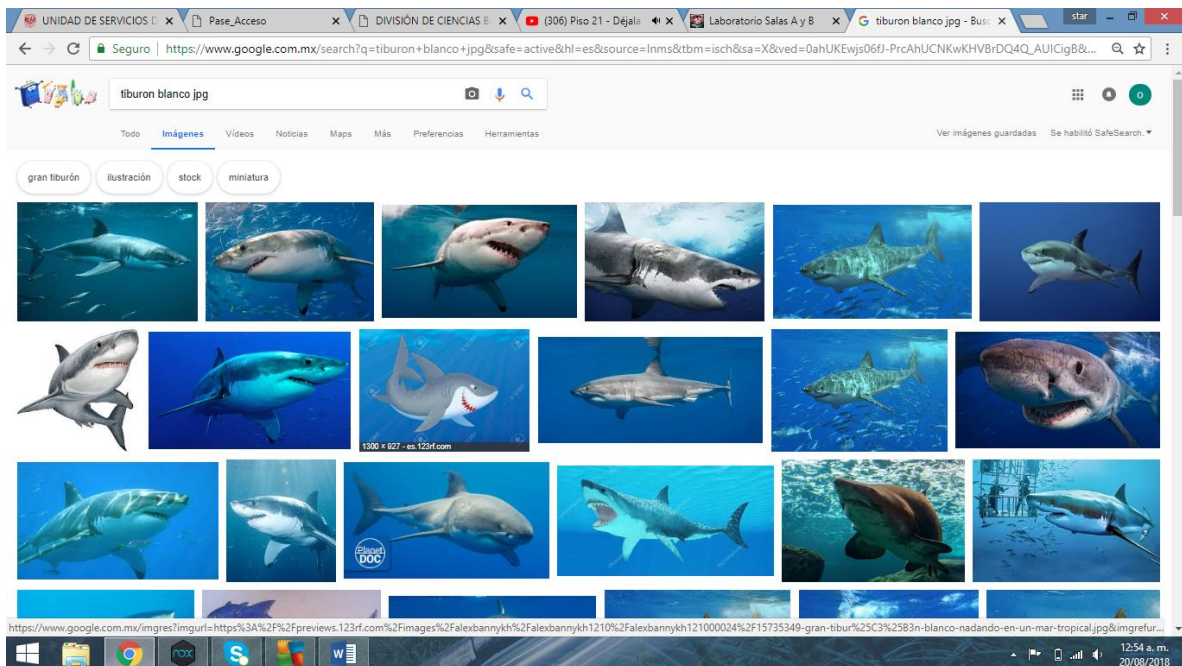 UNIDAD DE SERVICIOS D
Pase_Acceso
DIVISIÓN DE CIENCIAS B
(306) Piso 21 - Déjala
Laboratorio Salas A y B
tiburon blanco jpg - Bus
star
Seguro | https://www.google.com.mx/search?q=tiburon+blanco+jpg&safe=active&hl=es&source=lnms&tbm=isch&sa=X&ved=0ahUKEwjs06fJ-PrcAhUCNKwKHVBrDQ4Q_AUICigB&...
tiburon blanco jpg
Todo Imágenes Vídeos Noticias Maps Más Preferencias Herramientas
Ver imágenes guardadas Se habilitó SafeSearch.
gran tiburón ilustración stock miniatura
1300 × 927 - es.123rf.com
Planet
DOC
https://www.google.com.mx/imgres?imgurl=https%3A%2F%2Fpreviews.123rf.com%2Fimages%2Falexbannykh%2Falexbannykh1210%2Falexbannykh121000024%2F15735349-gran-tibur%25C3%25B3n-blanco-nadando-en-un-mar-tropical.jpg&imgrefur...
nox
12:54 a. m.
20/08/2018